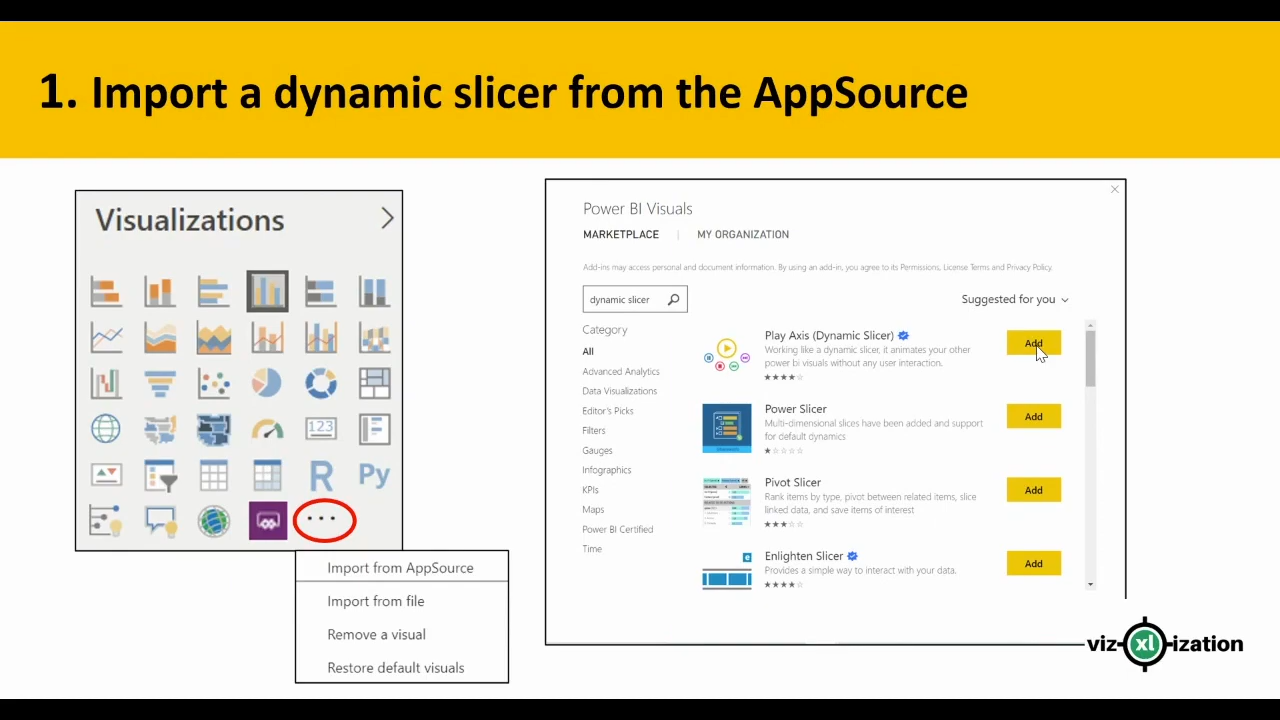 1. Import a dynamic slicer from the AppSource
Visualizations
123
R
Py
...
Import from AppSource
Import from file
Remove a visual
Restore default visuals
Power BI Visuals
MARKETPLACE | MY ORGANIZATION
Add-ins may access personal and document information. By using an add-in, you agree to its Permissions, License Terms and Privacy Policy.
dynamic slicer
Suggested for you
Category
All
Advanced Analytics
Data Visualizations
Editor's Picks
Filters
Gauges
Infographics
KPIs
Maps
Power BI Certified
Time
Play Axis (Dynamic Slicer)
Working like a dynamic slicer, it animates your other
power bi visuals without any user interaction.
Add
Power Slicer
Multi-dimensional slices have been added and support
for default dynamics
Add
Pivot Slicer
Rank items by type, pivot between related items, slice
linked data, and save items of interest
Add
e
Enlighten Slicer
Provides a simple way to interact with your data.
Add
viz-xl-ization